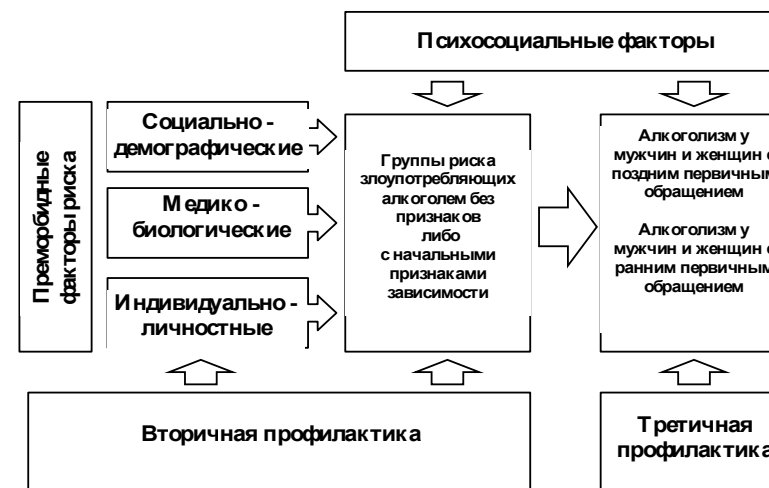 Психосоциальные факторы
Преморбидные
факторы риска
Социально -
демографические
Медико -
биологические
Индивидуально -
личностные
Группы риска
злоупотребляющих
алкоголем без
признаков
либо
с начальными
признаками
зависимости
Алкоголизм у
мужчин и женщин с
поздним первичным
обращением
Алкоголизм у
мужчин и женщин с
ранним первичным
обращением
Вторичная профилактика
Третичная
профилактика